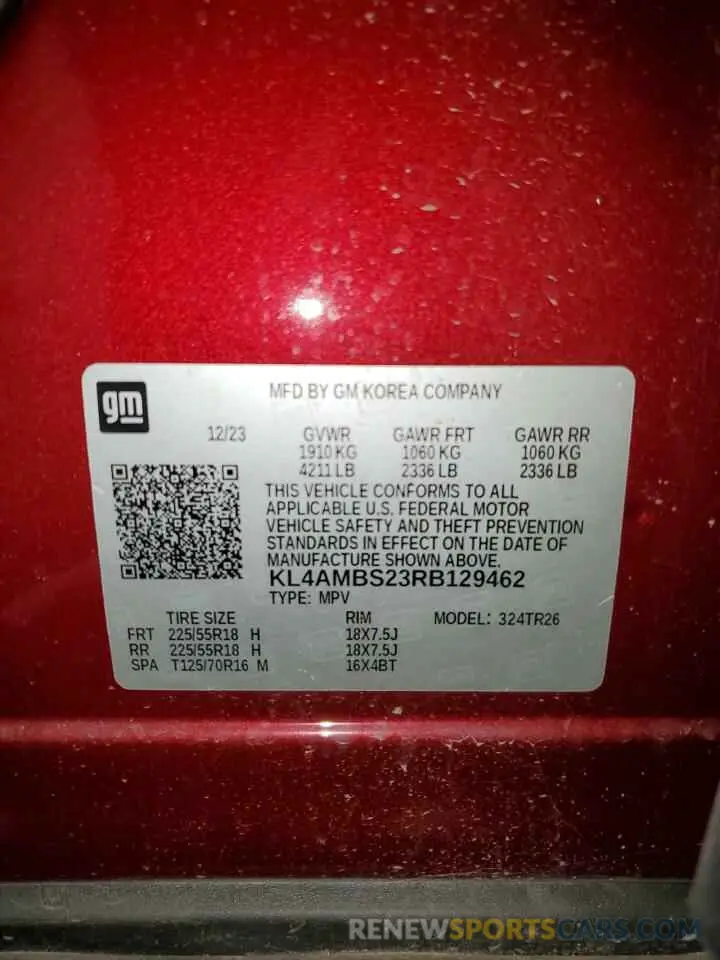 gm
MFD BY GM KOREA COMPANY
12/23 GVWR GAWR FRT GAWR RR
1910 KG 1060 KG 1060 KG
4211 LB 2336 LB 2336 LB
THIS VEHICLE CONFORMS TO ALL
APPLICABLE U.S. FEDERAL MOTOR
VEHICLE SAFETY AND THEFT PREVENTION
STANDARDS IN EFFECT ON THE DATE OF
MANUFACTURE SHOWN ABOVE.
KL4AMBS23RB129462
TYPE: MPV
TIRE SIZE RIM MODEL: 324TR26
FRT 225/55R18 H 18X7.5J
RR 225/55R18 H 18X7.5J
SPA T125/70R16 M 16X4BT
RENEWSPORTSCARS.COM